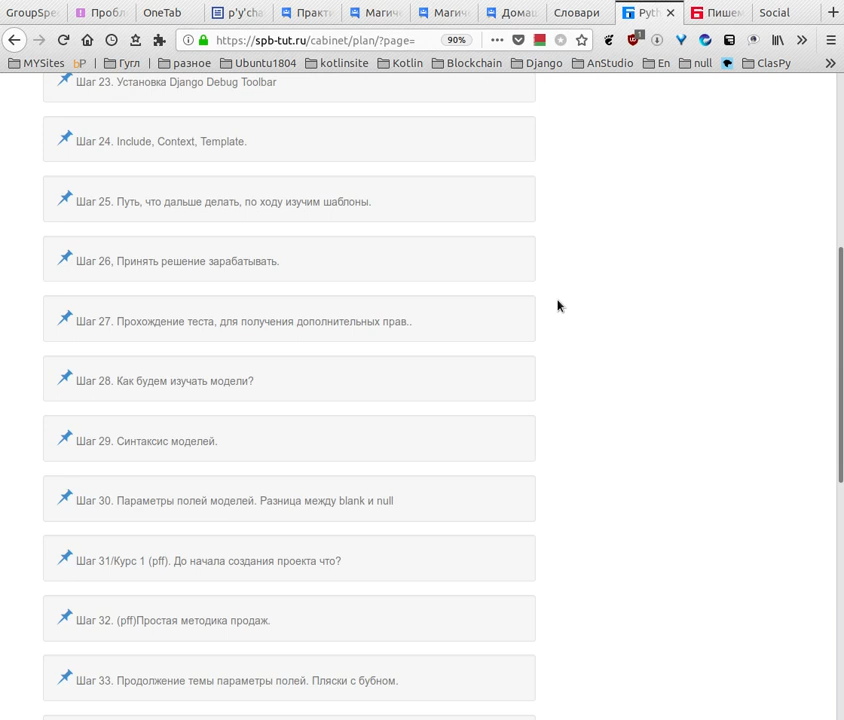 GroupSpe
Пробл
OneTab
p'y'cha
Практи
Магиче
Магиче
Домаш
Словари
Pyth
Пишем
Social
https://spb-tut.ru/cabinet/plan/?page=
90%
1
MYSites
bP
Гугл
разное
Ubuntu1804
kotlinsite
Kotlin
Blockchain
Django
AnStudio
En
null
ClasPy
Шаг 23. Установка Django Debug Toolbar
Шаг 24. Include, Context, Template.
Шаг 25. Путь, что дальше делать, по ходу изучим шаблоны.
Шаг 26, Принять решение зарабатывать.
Шаг 27. Прохождение теста, для получения дополнительных прав..
Шаг 28. Как будем изучать модели?
Шаг 29. Синтаксис моделей.
Шаг 30. Параметры полей моделей. Разница между blank и null
Шаг 31/Курс 1 (pff). До начала создания проекта что?
Шаг 32. (pff)Простая методика продаж.
Шаг 33. Продолжение темы параметры полей. Пляски с бубном.